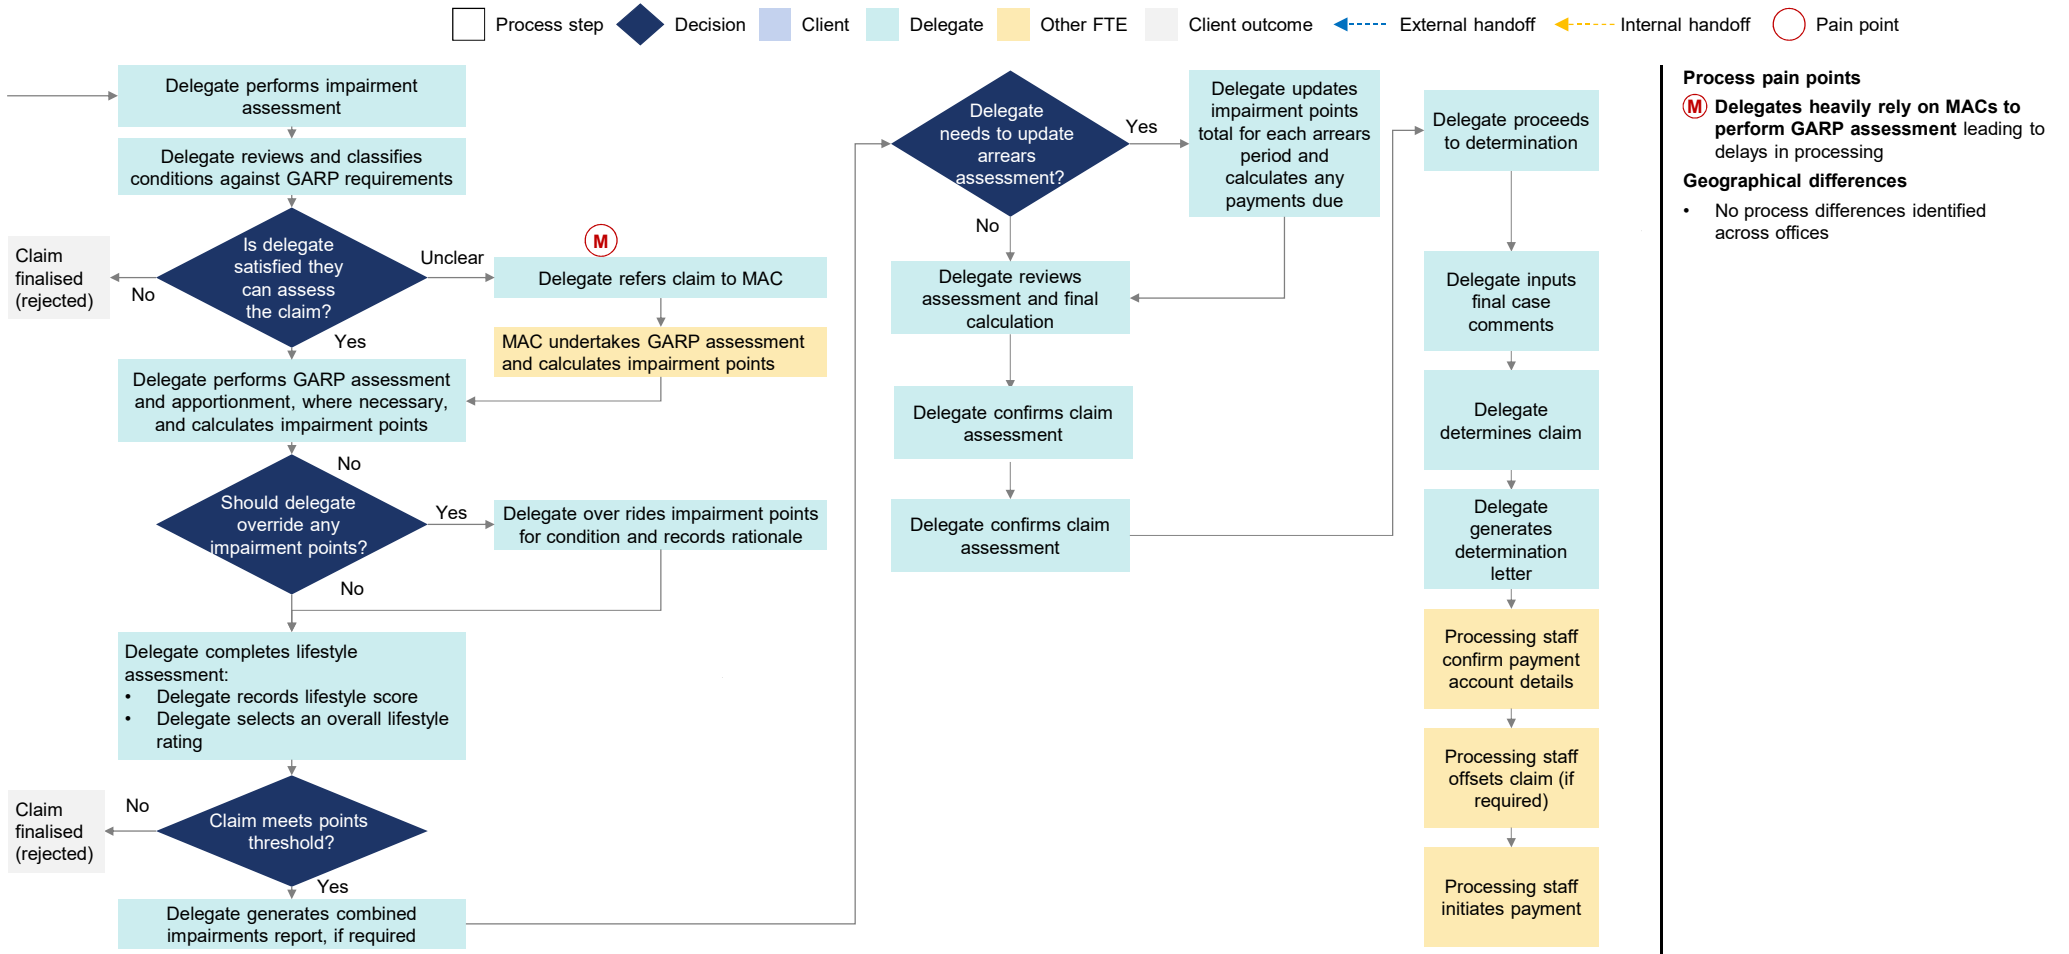 Process step
Decision
Client
Delegate
Other FTE
Client outcome
External handoff
Internal handoff
Pain point
Delegate performs impairment
assessment
Delegate reviews and classifies
conditions against GARP requirements
Is delegate
satisfied they
can assess
the claim?
No
Claim
finalised
(rejected)
Unclear
M
Delegate refers claim to MAC
MAC undertakes GARP assessment
and calculates impairment points
Yes
Delegate performs GARP assessment
and apportionment, where necessary,
and calculates impairment points
No
Should delegate
override any
impairment points?
Yes
Delegate over rides impairment points
for condition and records rationale
No
Delegate completes lifestyle
assessment:
• Delegate records lifestyle score
• Delegate selects an overall lifestyle
rating
Claim meets points
threshold?
No
Claim
finalised
(rejected)
Yes
Delegate generates combined
impairments report, if required
Delegate
needs to update
arrears
assessment?
Yes
Delegate updates
impairment points
total for each arrears
period and
calculates any
payments due
No
Delegate reviews
assessment and final
calculation
Delegate confirms claim
assessment
Delegate confirms claim
assessment
Delegate proceeds
to determination
Delegate inputs
final case
comments
Delegate
determines claim
Delegate
generates
determination
letter
Processing staff
confirm payment
account details
Processing staff
offsets claim (if
required)
Processing staff
initiates payment
Process pain points
M Delegates heavily rely on MACs to
perform GARP assessment leading to
delays in processing
Geographical differences
• No process differences identified
across offices